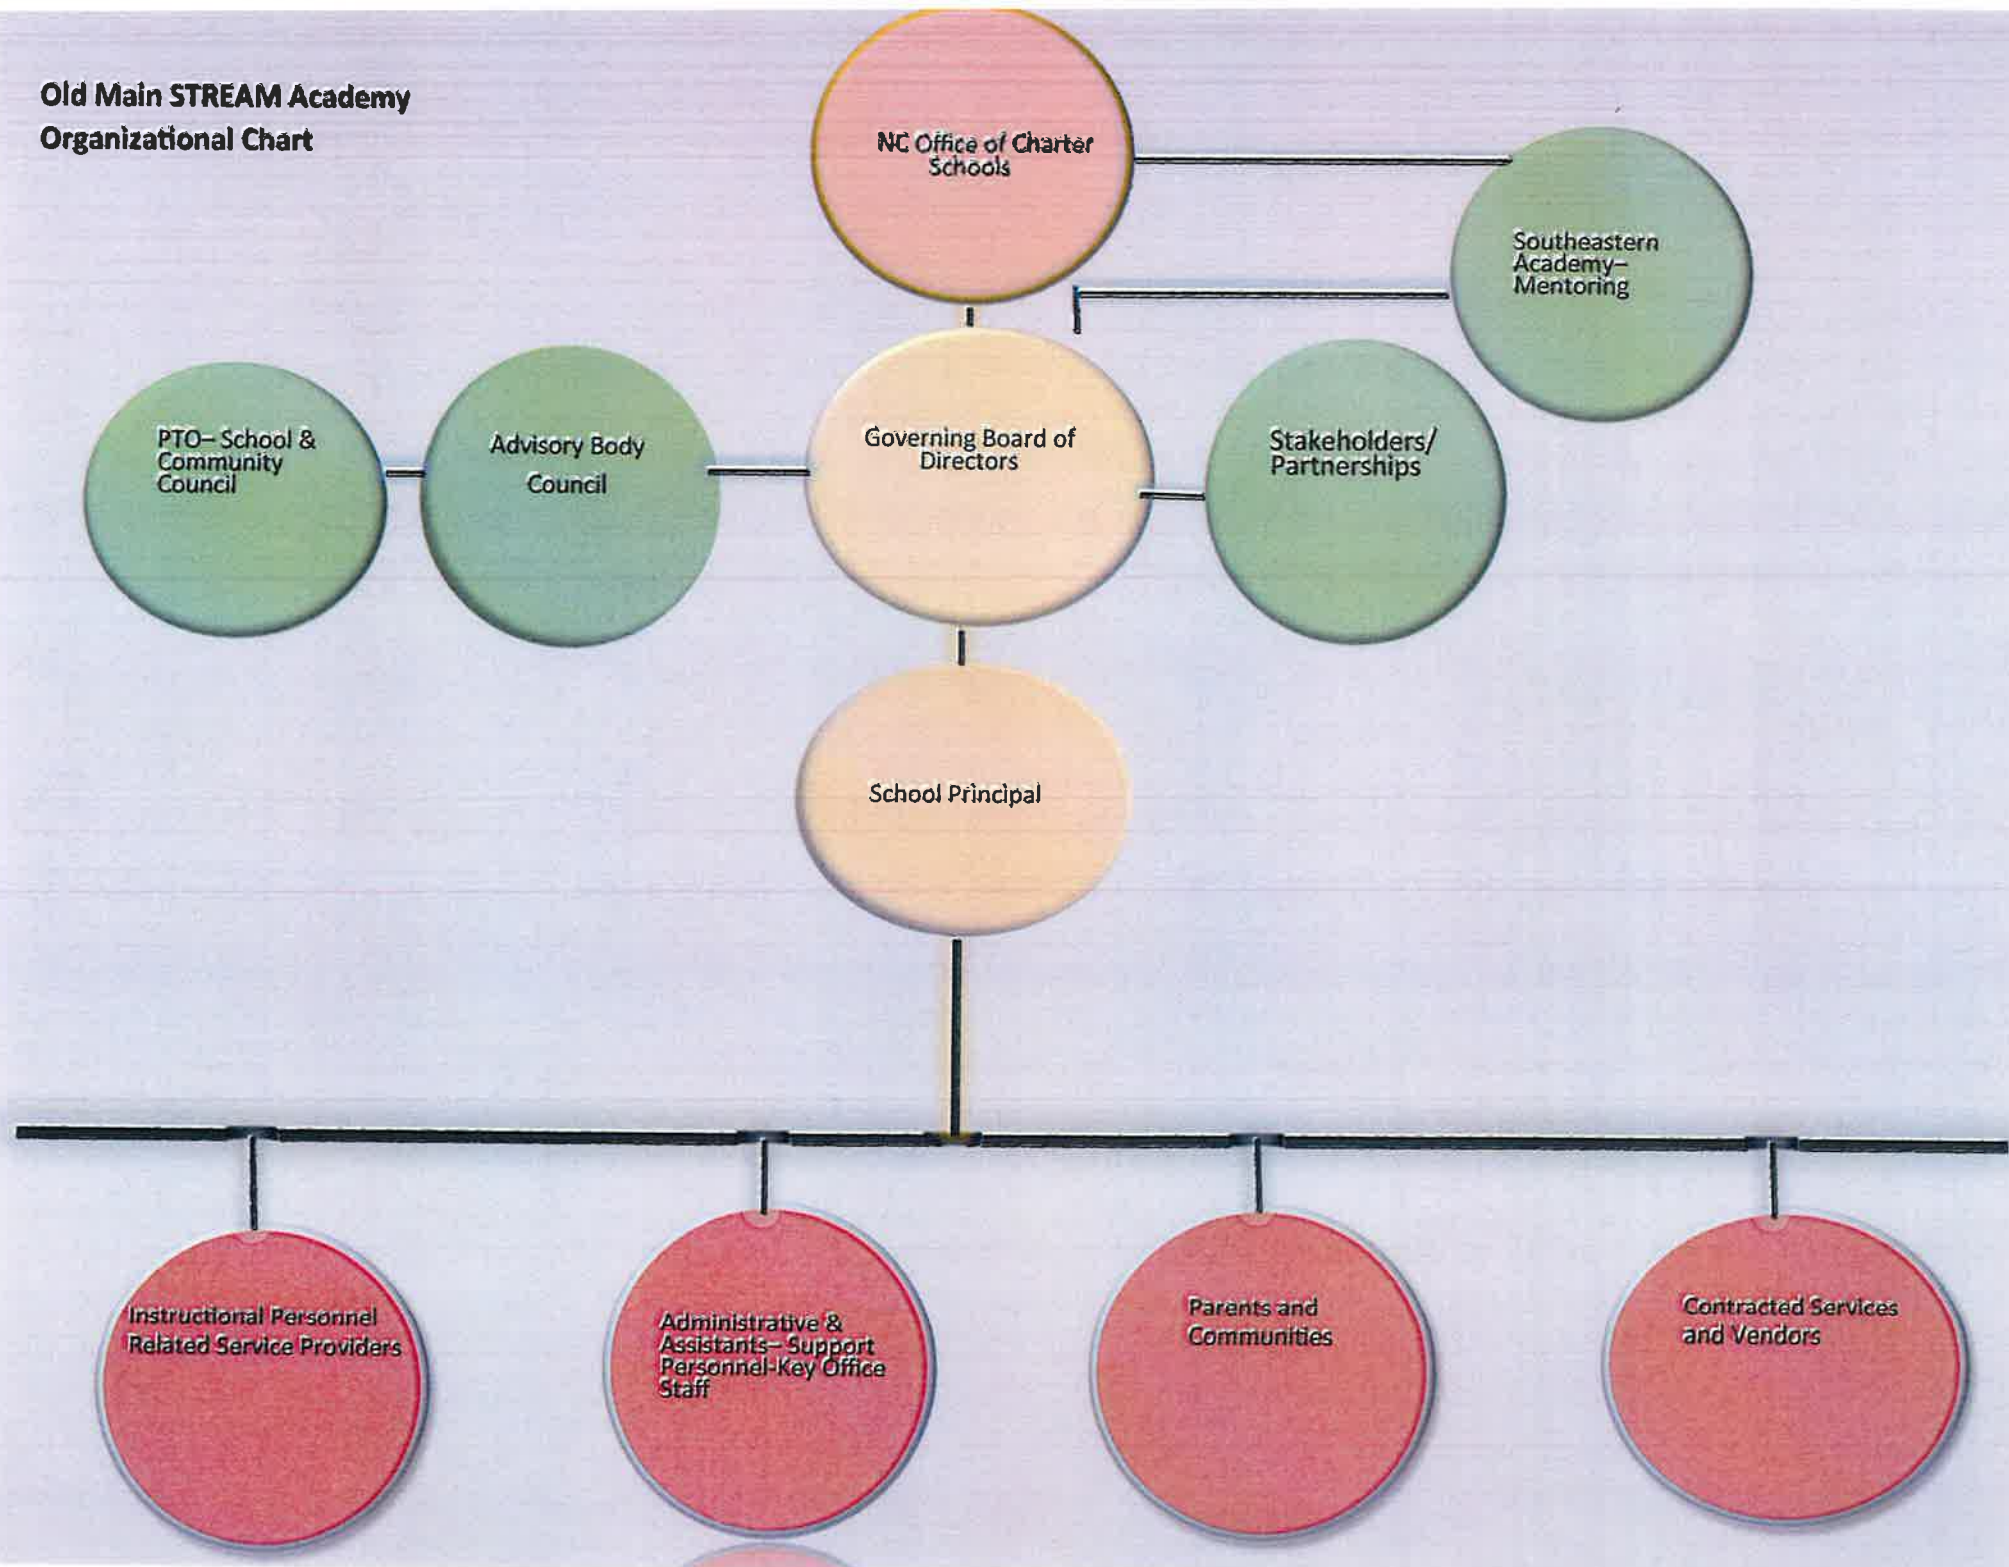 Old Main STREAM Academy
Organizational Chart
NC Office of Charter
Schools
Southeastern
Academy–
Mentoring
PTO– School &
Community
Council
Advisory Body
Council
Governing Board of
Directors
Stakeholders/
Partnerships
School Principal
Instructional Personnel
Related Service Providers
Administrative &
Assistants– Support
Personnel-Key Office
Staff
Parents and
Communities
Contracted Services
and Vendors